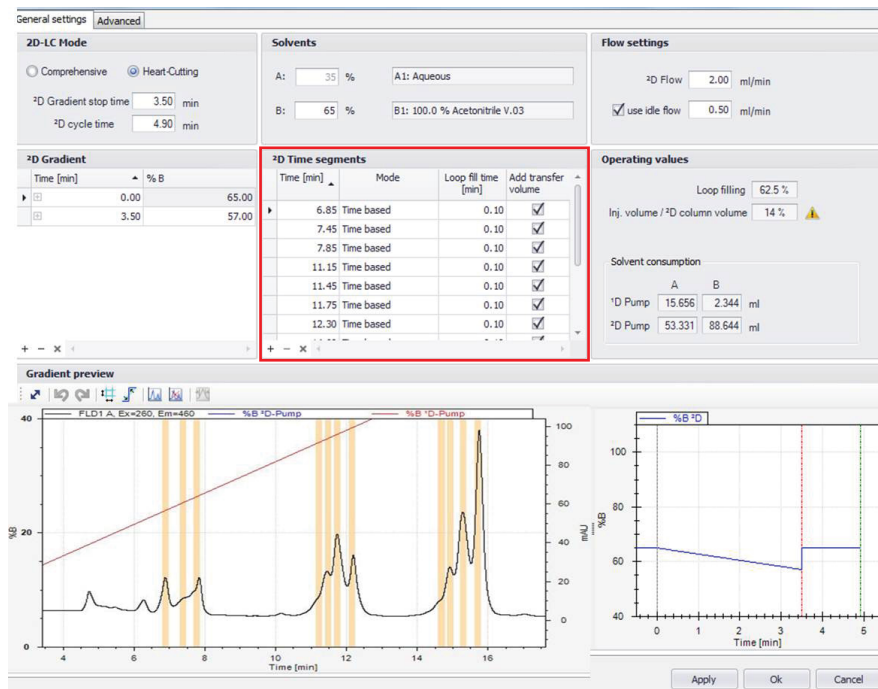 General settings Advanced
2D-LC Mode
Comprehensive Heart-Cutting
²D Gradient stop time 3.50 min
²D cycle time 4.90 min
Solvents
A: 35 % A1: Aqueous
B: 65 % B1: 100.0 % Acetonitrile V.03
Flow settings
²D Flow 2.00 ml/min
use idle flow 0.50 ml/min
²D Gradient
Time [min] % B
0.00 65.00
3.50 57.00
+ − ×
²D Time segments
Time [min] Mode Loop fill time [min] Add transfer volume
6.85 Time based 0.10
7.45 Time based 0.10
7.85 Time based 0.10
11.15 Time based 0.10
11.45 Time based 0.10
11.75 Time based 0.10
12.30 Time based 0.10
+ − ×
Operating values
Loop filling 62.5 %
Inj. volume / ²D column volume 14 %
Solvent consumption
A B
¹D Pump 15.656 2.344 ml
²D Pump 53.331 88.644 ml
Gradient preview
FLD1 A, Ex=260, Em=460 %B ²D-Pump %B ¹D-Pump
40
20
0
%B
4 6 8 10 12 14 16
Time [min]
100
80
60
40
20
0
mAU
%B ²D
100
80
60
40
%B
0 1 2 3 4 5
Time [min]
Apply Ok Cancel